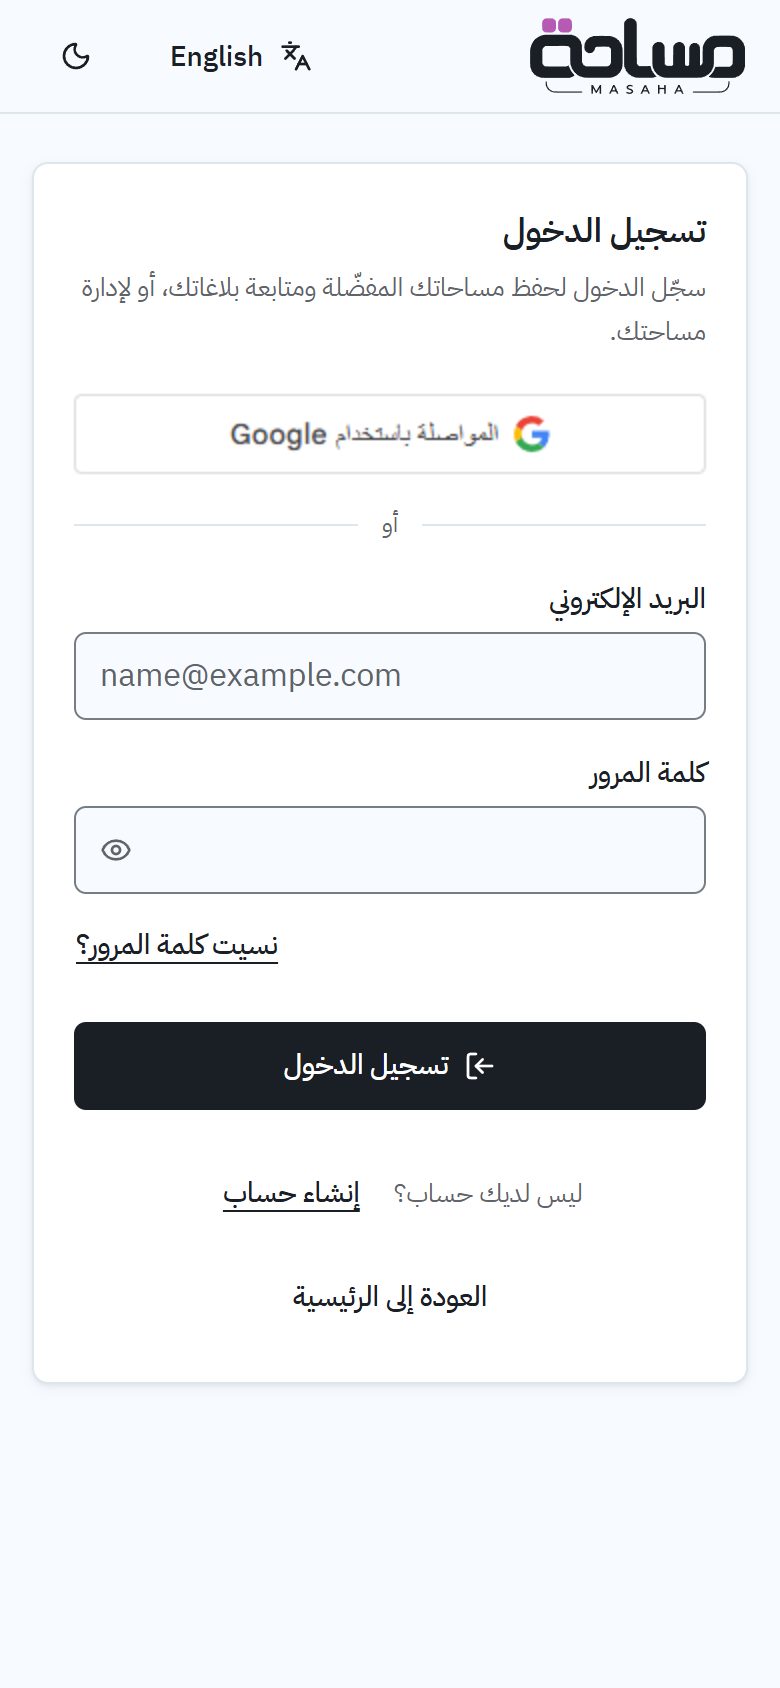 مساحة
MASAHA
English
تسجيل الدخول
سجّل الدخول لحفظ مساحاتك المفضّلة ومتابعة بلاغاتك، أو لإدارة
مساحتك.
المواصلة باستخدام Google
أو
البريد الإلكتروني
name@example.com
كلمة المرور
نسيت كلمة المرور؟
تسجيل الدخول
ليس لديك حساب؟ إنشاء حساب
العودة إلى الرئيسية